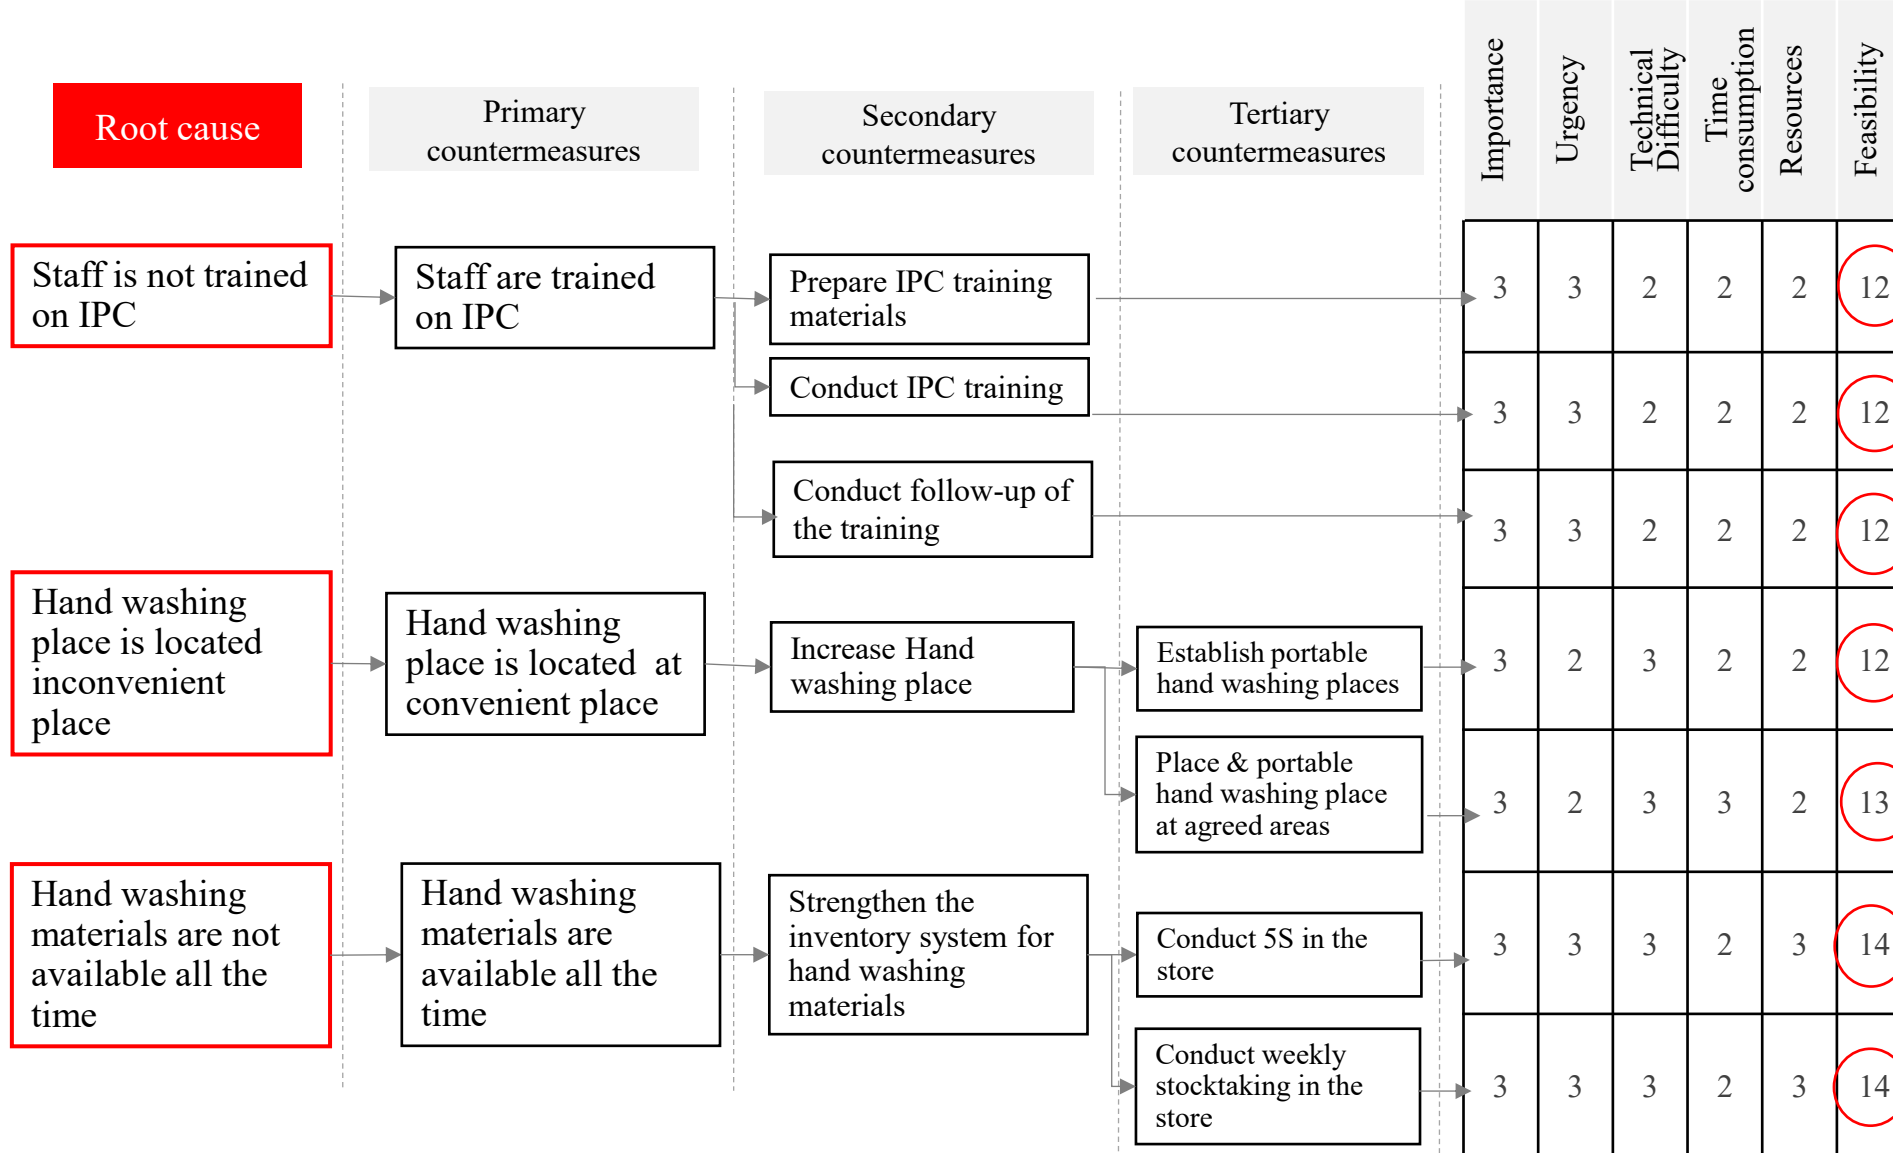 Root cause
Primary
countermeasures
Secondary
countermeasures
Tertiary
countermeasures
Importance
Urgency
Technical
Difficulty
Time
consumption
Resources
Feasibility
Staff is not trained
on IPC
Staff are trained
on IPC
Prepare IPC training
materials
3 3 2 2 2 12
Conduct IPC training
3 3 2 2 2 12
Conduct follow-up of
the training
3 3 2 2 2 12
Hand washing
place is located
inconvenient
place
Hand washing
place is located at
convenient place
Increase Hand
washing place
Establish portable
hand washing places
3 2 3 2 2 12
Place & portable
hand washing place
at agreed areas
3 2 3 3 2 13
Hand washing
materials are not
available all the
time
Hand washing
materials are
available all the
time
Strengthen the
inventory system for
hand washing
materials
Conduct 5S in the
store
3 3 3 2 3 14
Conduct weekly
stocktaking in the
store
3 3 3 2 3 14